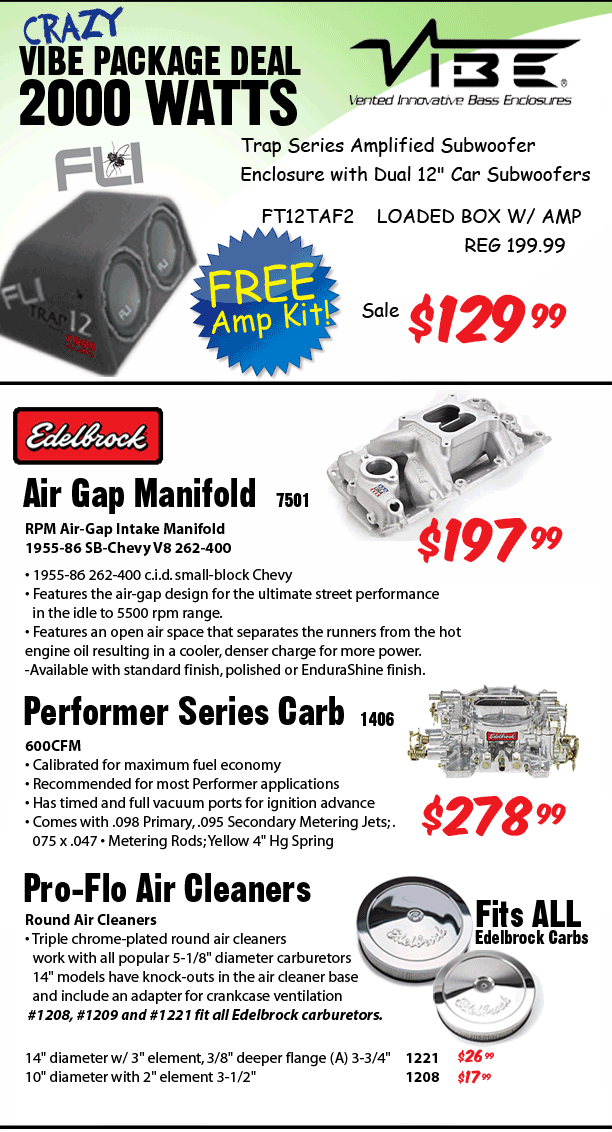 CRAZY
VIBE PACKAGE DEAL
2000 WATTS
VIBE®
Vented Innovative Bass Enclosures
Trap Series Amplified Subwoofer
Enclosure with Dual 12" Car Subwoofers
FLI
FT12TAF2 LOADED BOX W/ AMP
REG 199.99
FLI
TRAP12
FREE
Amp Kit!
Sale $129.99
Edelbrock
Air Gap Manifold 7501
RPM Air-Gap Intake Manifold
1955-86 SB-Chevy V8 262-400
$197.99
• 1955-86 262-400 c.i.d. small-block Chevy
• Features the air-gap design for the ultimate street performance
in the idle to 5500 rpm range.
• Features an open air space that separates the runners from the hot
engine oil resulting in a cooler, denser charge for more power.
-Available with standard finish, polished or EnduraShine finish.
Performer Series Carb 1406
Edelbrock
600CFM
• Calibrated for maximum fuel economy
• Recommended for most Performer applications
• Has timed and full vacuum ports for ignition advance
• Comes with .098 Primary, .095 Secondary Metering Jets; .
075 x .047 • Metering Rods; Yellow 4" Hg Spring
$278.99
Pro-Flo Air Cleaners
Round Air Cleaners
• Triple chrome-plated round air cleaners
work with all popular 5-1/8" diameter carburetors
14" models have knock-outs in the air cleaner base
and include an adapter for crankcase ventilation
#1208, #1209 and #1221 fit all Edelbrock carburetors.
Edelbrock
Edelbrock
Fits ALL
Edelbrock Carbs
14" diameter w/ 3" element, 3/8" deeper flange (A) 3-3/4" 1221 $26.99
10" diameter with 2" element 3-1/2" 1208 $17.99